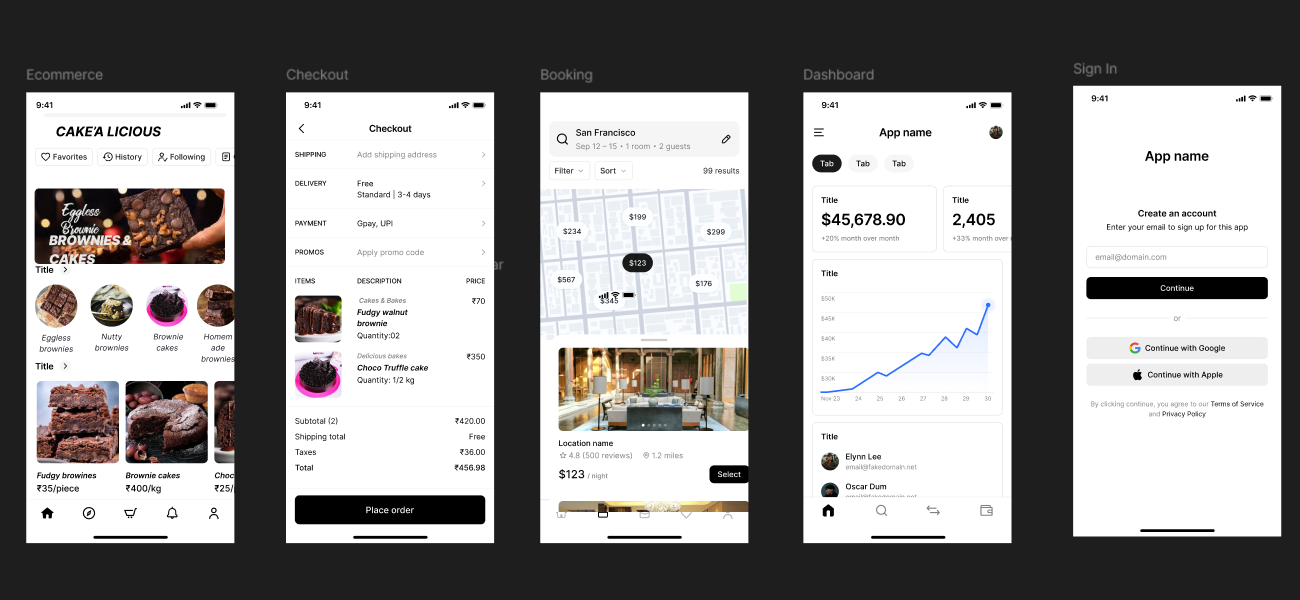 Ecommerce
9:41
CAKE'A LICIOUS
Favorites
History
Following
Eggless
Brownie
BROWNIES &
CAKES
Title
Eggless
brownies
Nutty
brownies
Brownie
cakes
Homem
ade
brownies
Title
Fudgy browines
₹35/piece
Brownie cakes
₹400/kg
Choc
₹25/
Checkout
9:41
Checkout
SHIPPING
Add shipping address
DELIVERY
Free
Standard | 3-4 days
PAYMENT
Gpay, UPI
PROMOS
Apply promo code
ITEMS
DESCRIPTION
PRICE
Cakes & Bakes
₹70
Fudgy walnut
brownie
Quantity:02
Delicious bakes
₹350
Choco Truffle cake
Quantity: 1/2 kg
Subtotal (2)
₹420.00
Shipping total
Free
Taxes
₹36.00
Total
₹456.98
Place order
ar
Booking
San Francisco
Sep 12 – 15 • 1 room • 2 guests
Filter
Sort
99 results
$199
$234
$299
$123
$567
$176
$345
Location name
4.8 (500 reviews)
1.2 miles
$123 / night
Select
Dashboard
9:41
App name
Tab
Tab
Tab
Title
$45,678.90
+20% month over month
Title
2,405
+33% month over
Title
$50K
$45K
$40K
$35K
$30K
Nov 23
24
25
26
27
28
29
30
Title
Elynn Lee
email@fakedomain.net
Oscar Dum
email@fakedomain.net
Sign In
9:41
App name
Create an account
Enter your email to sign up for this app
email@domain.com
Continue
or
Continue with Google
Continue with Apple
By clicking continue, you agree to our Terms of Service
and Privacy Policy